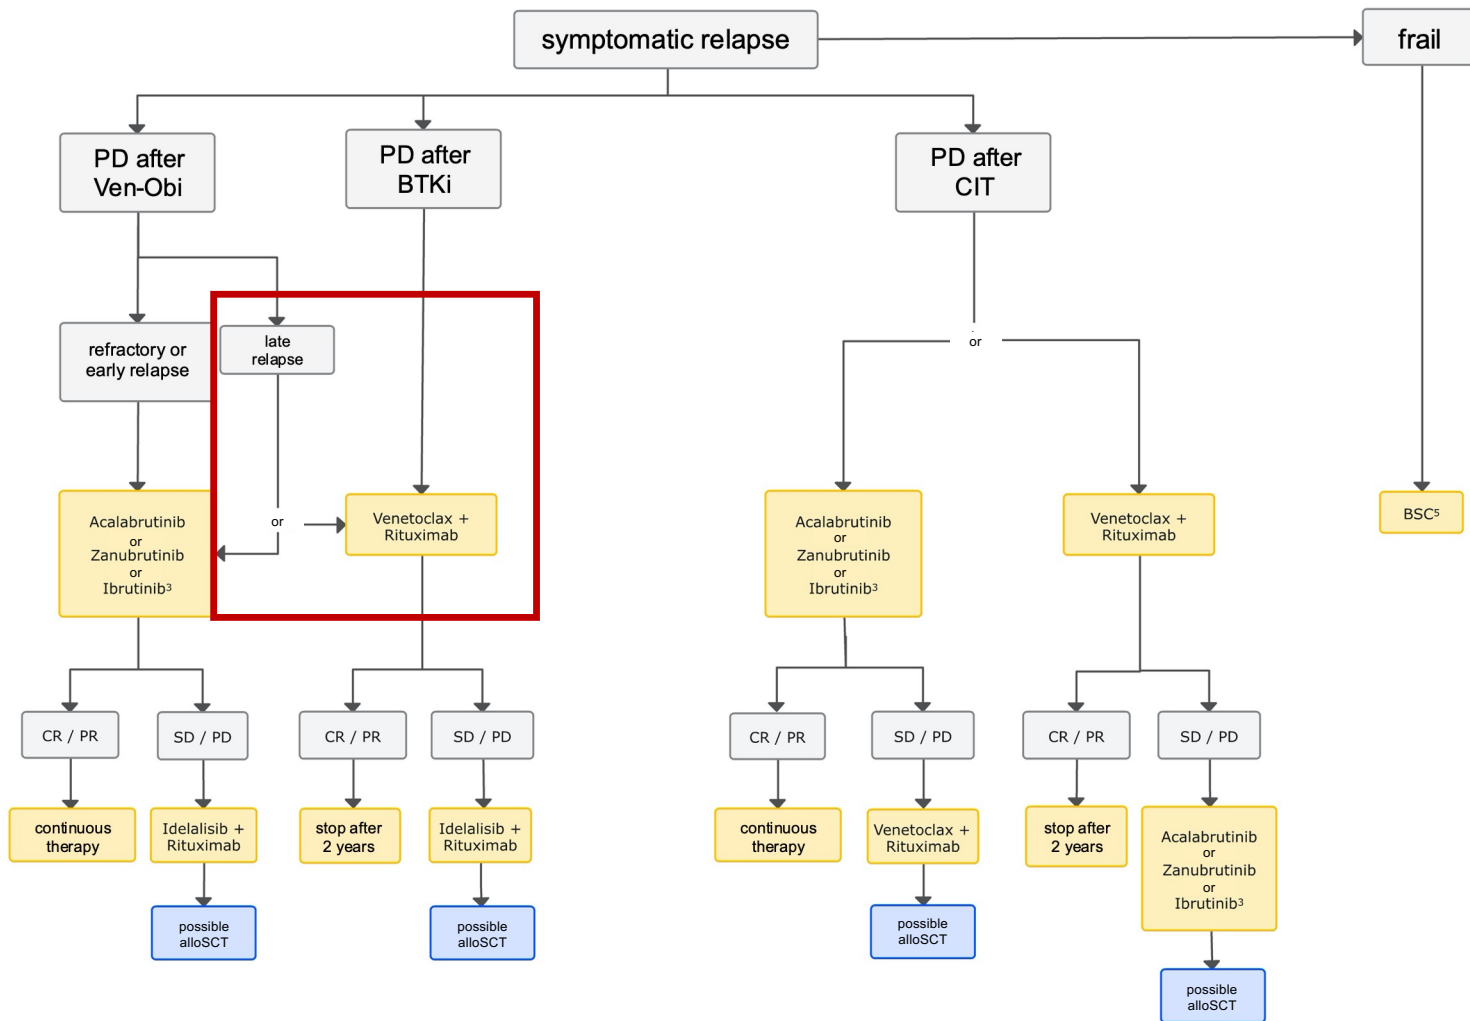 symptomatic relapse
frail
PD after
Ven-Obi
PD after
BTKi
PD after
CIT
refractory or
early relapse
late
relapse
or
Acalabrutinib
or
Zanubrutinib
or
Ibrutinib³
or
Venetoclax +
Rituximab
Acalabrutinib
or
Zanubrutinib
or
Ibrutinib³
Venetoclax +
Rituximab
BSC⁵
CR / PR
SD / PD
CR / PR
SD / PD
CR / PR
SD / PD
CR / PR
SD / PD
continuous
therapy
Idelalisib +
Rituximab
stop after
2 years
Idelalisib +
Rituximab
continuous
therapy
Venetoclax +
Rituximab
stop after
2 years
Acalabrutinib
or
Zanubrutinib
or
Ibrutinib³
possible
alloSCT
possible
alloSCT
possible
alloSCT
possible
alloSCT